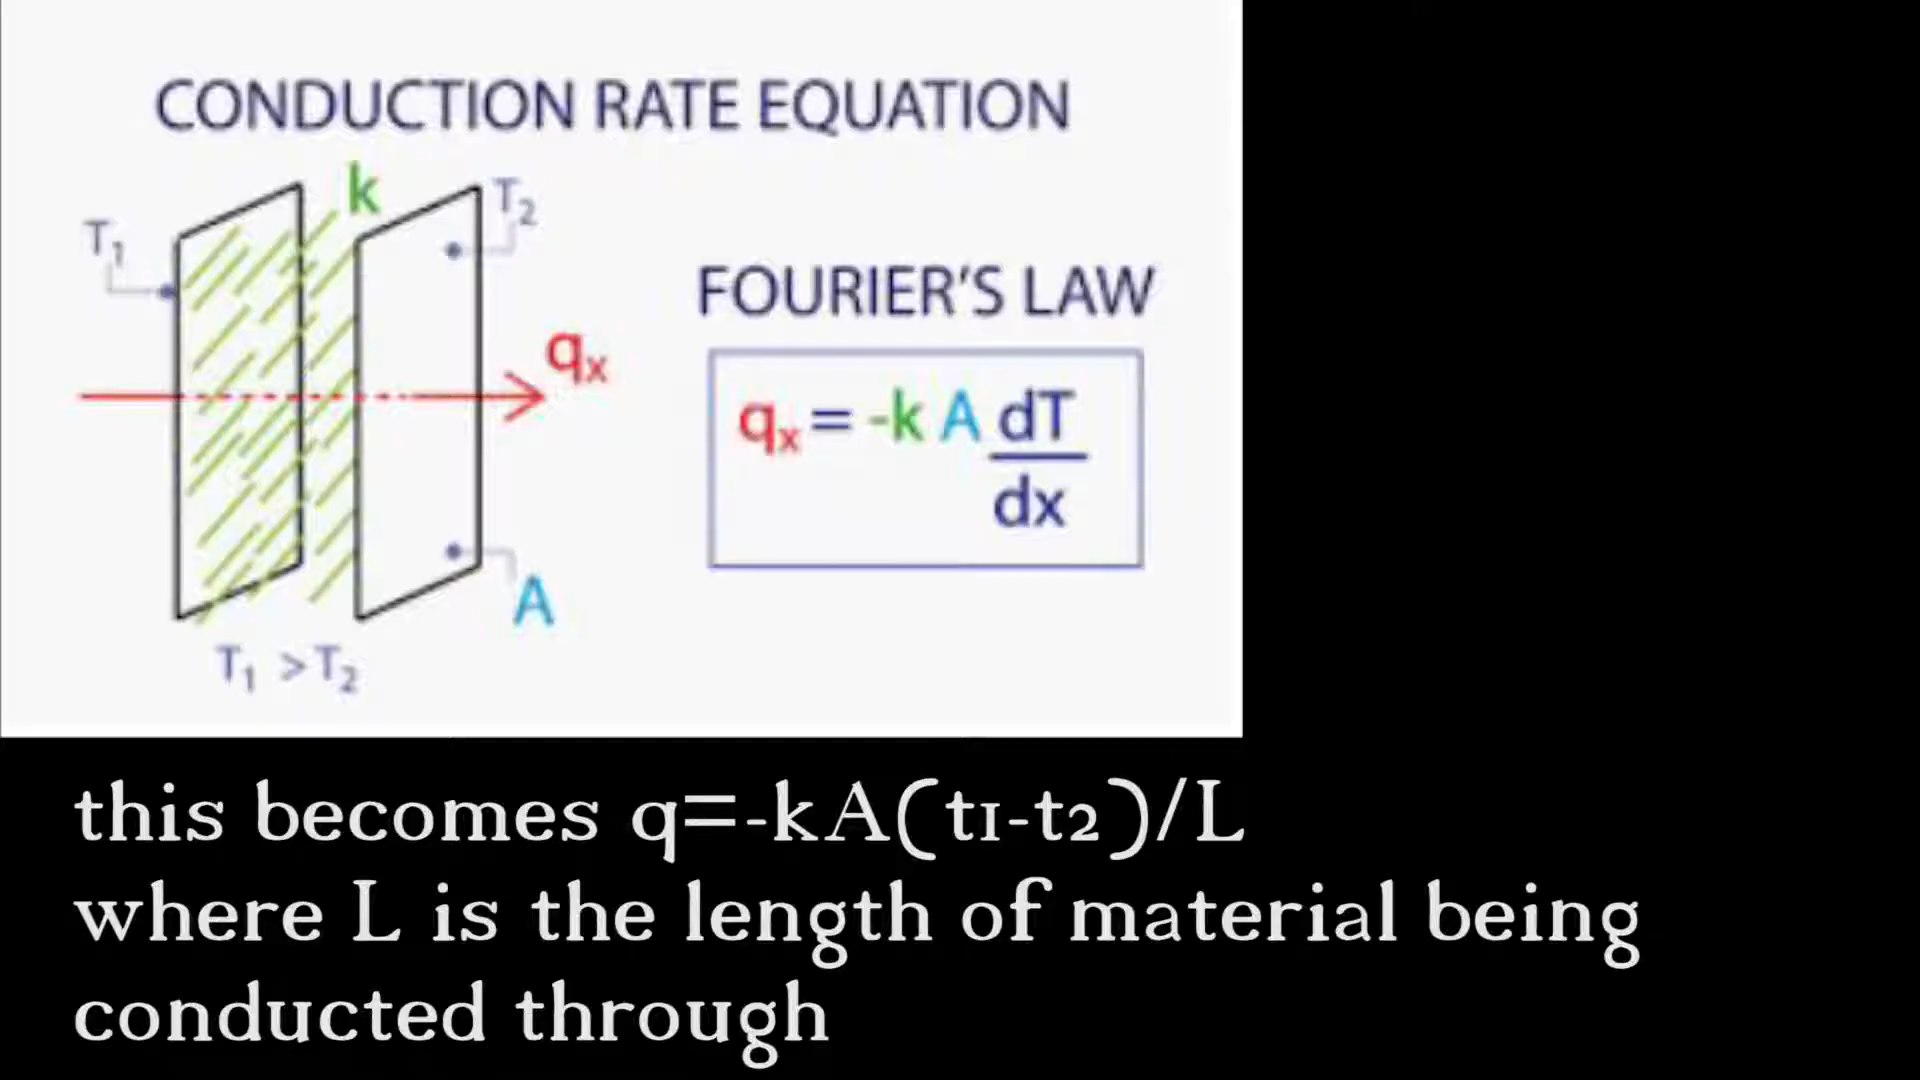 CONDUCTION RATE EQUATION
k
T₂
T₁
FOURIER'S LAW
qₓ
qₓ = -k A dT
dx
A
T₁ > T₂
this becomes q=-kA(t1-t2)/L
where L is the length of material being
conducted through